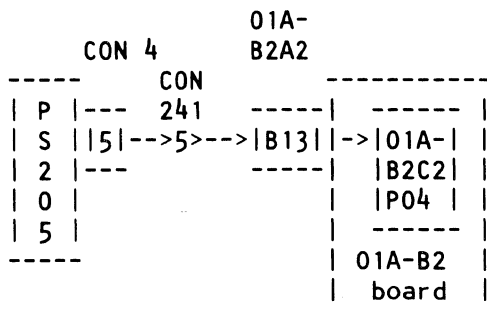 01A-
CON 4 B2A2
-----
CON
-----------
| P |--- 241 -----| ------ |
| S ||5|-->5>-->|B13||->|01A-| |
| 2 |--- -----| |B2C2| |
| 0 | | |P04 | |
| 5 | | ------ |
----- | 01A-B2 |
| board |